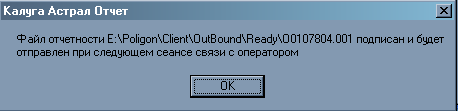 Калуга Астрал Отчет
Файл отчетности E:\Poligon\Client\OutBound\Ready\O0107804.001 подписан и будет
отправлен при следующем сеансе связи с оператором
OK